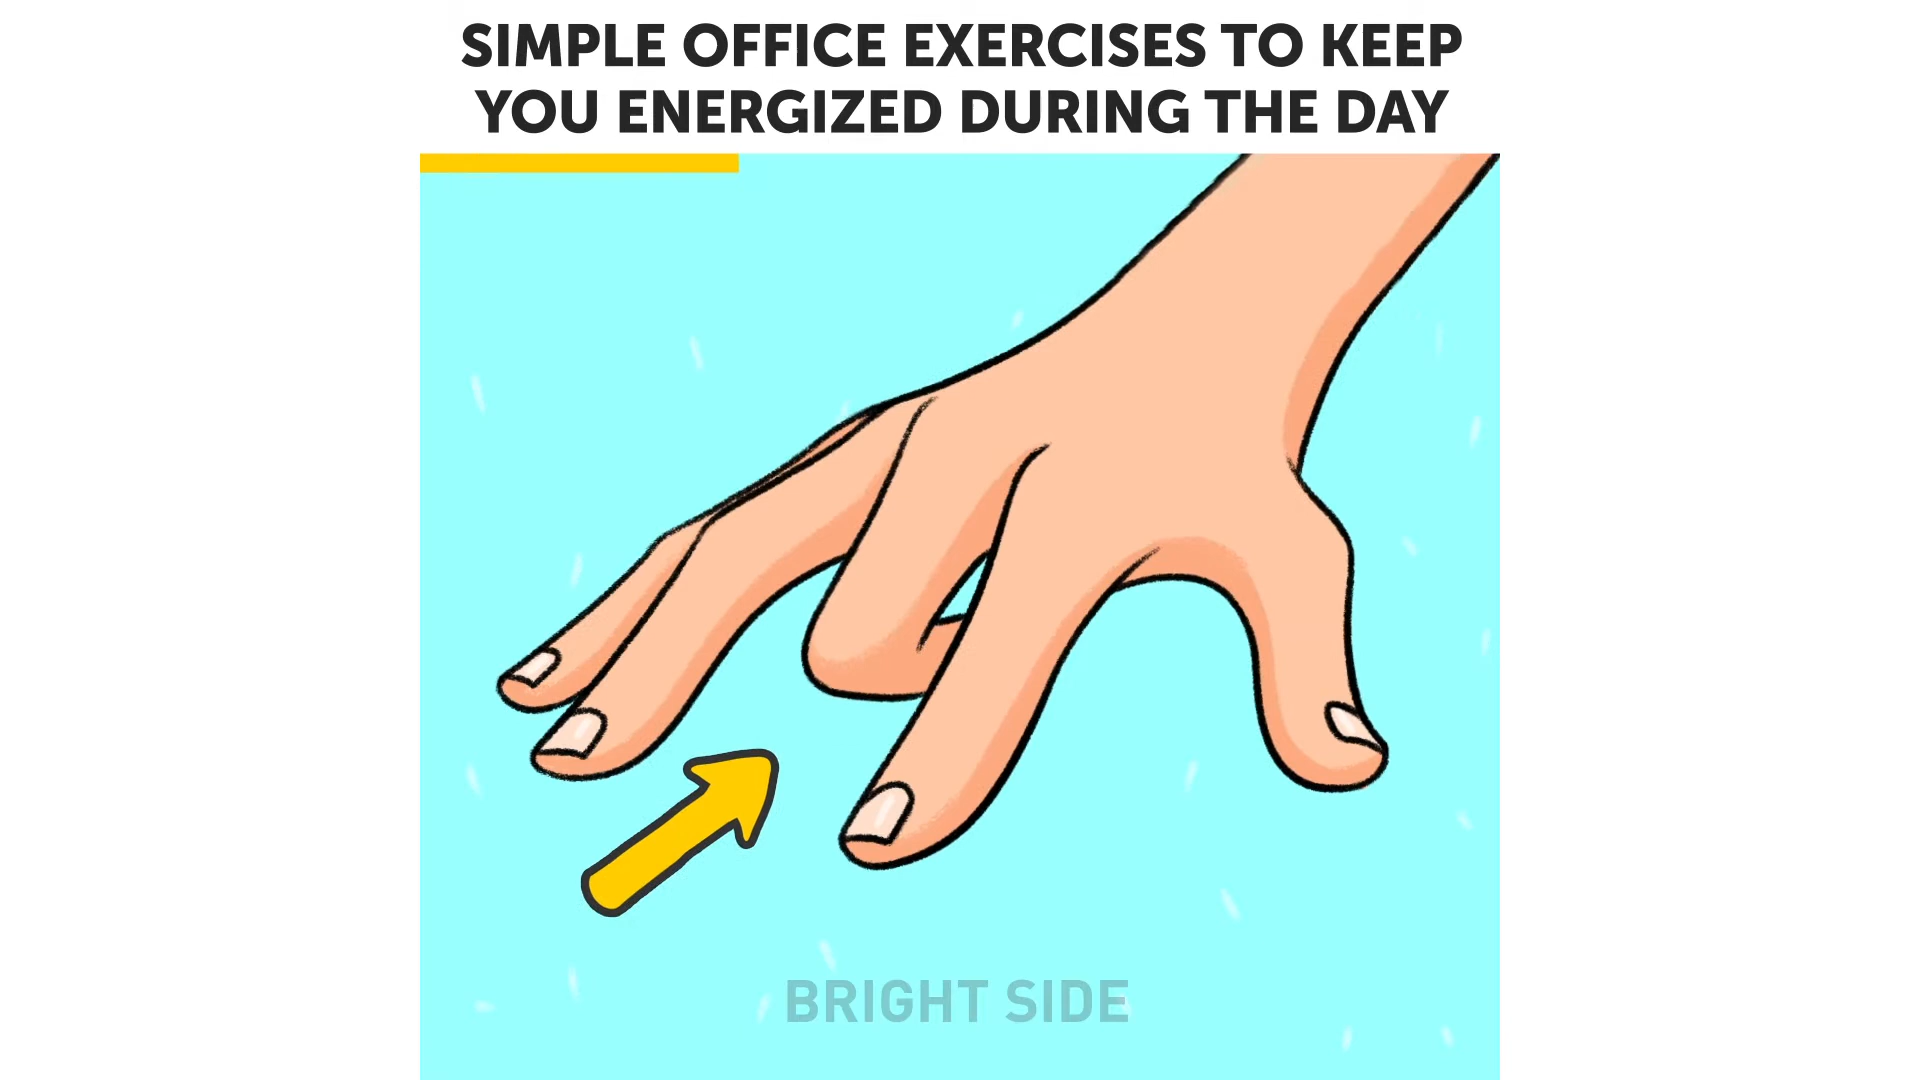 SIMPLE OFFICE EXERCISES TO KEEP
YOU ENERGIZED DURING THE DAY
BRIGHT SIDE